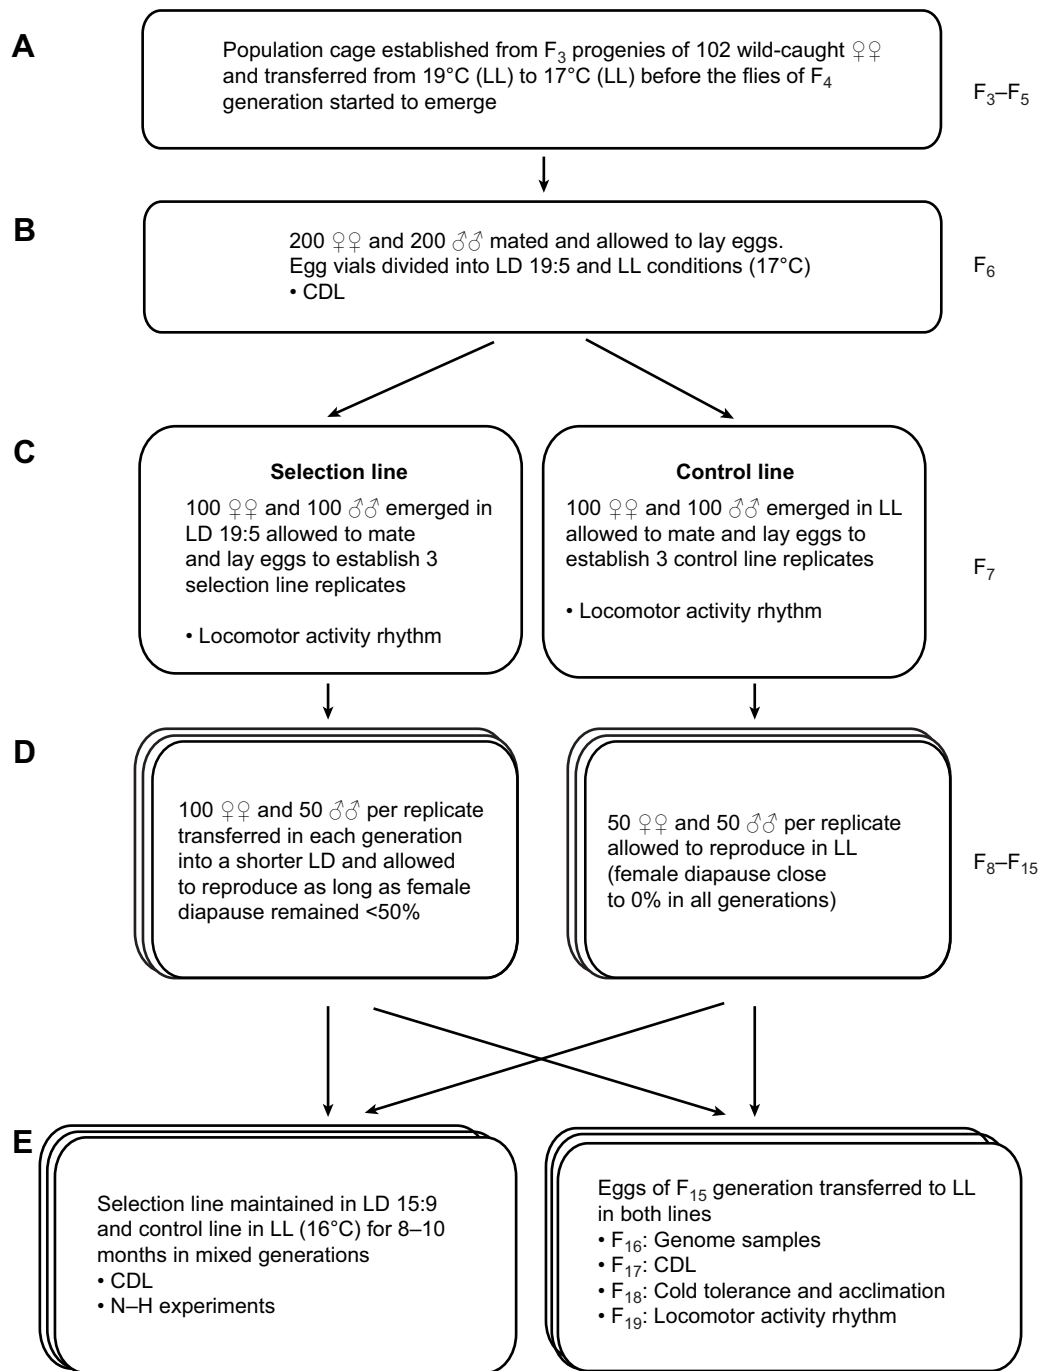 A
Population cage established from F3 progenies of 102 wild-caught ♀♀
and transferred from 19°C (LL) to 17°C (LL) before the flies of F4
generation started to emerge
F3–F5
B
200 ♀♀ and 200 ♂♂ mated and allowed to lay eggs.
Egg vials divided into LD 19:5 and LL conditions (17°C)
• CDL
F6
C
Selection line
100 ♀♀ and 100 ♂♂ emerged in
LD 19:5 allowed to mate
and lay eggs to establish 3
selection line replicates
• Locomotor activity rhythm
Control line
100 ♀♀ and 100 ♂♂ emerged in LL
allowed to mate and lay eggs to
establish 3 control line replicates
• Locomotor activity rhythm
F7
D
100 ♀♀ and 50 ♂♂ per replicate
transferred in each generation
into a shorter LD and allowed
to reproduce as long as female
diapause remained <50%
50 ♀♀ and 50 ♂♂ per replicate
allowed to reproduce in LL
(female diapause close
to 0% in all generations)
F8–F15
E
Selection line maintained in LD 15:9
and control line in LL (16°C) for 8–10
months in mixed generations
• CDL
• N–H experiments
Eggs of F15 generation transferred to LL
in both lines
• F16: Genome samples
• F17: CDL
• F18: Cold tolerance and acclimation
• F19: Locomotor activity rhythm